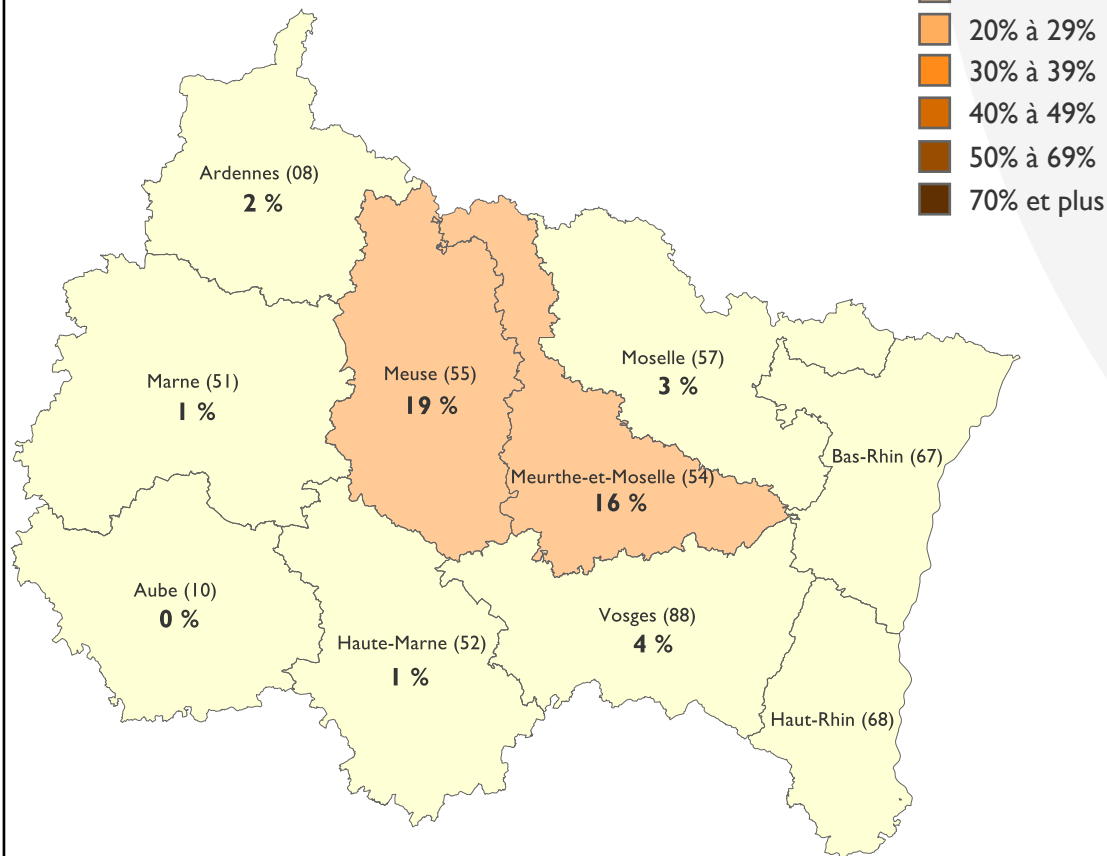 20% à 29%
30% à 39%
40% à 49%
50% à 69%
70% et plus
Ardennes (08)
2 %
Marne (51)
1 %
Meuse (55)
19 %
Moselle (57)
3 %
Bas-Rhin (67)
Meurthe-et-Moselle (54)
16 %
Aube (10)
0 %
Haute-Marne (52)
1 %
Vosges (88)
4 %
Haut-Rhin (68)